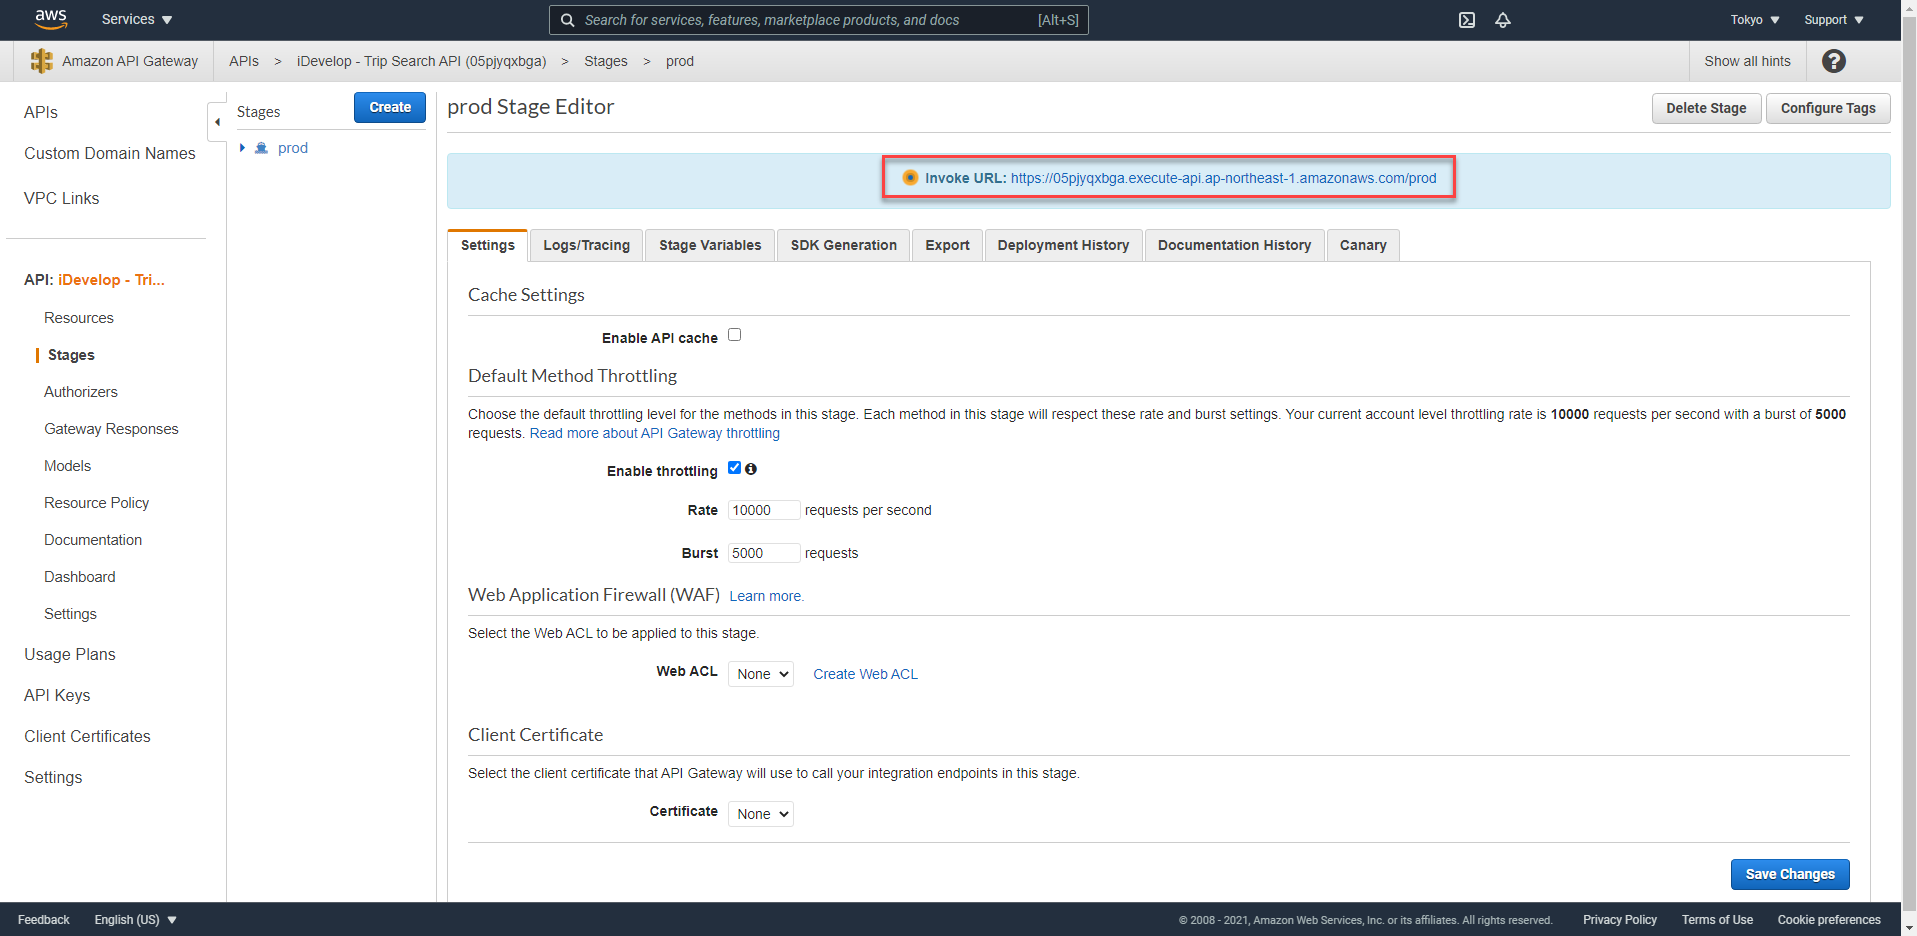 aws Services Search for services, features, marketplace products, and docs [Alt+S] Tokyo Support
Amazon API Gateway APIs > iDevelop - Trip Search API (05pjyqxbga) > Stages > prod Show all hints ?
APIs
Custom Domain Names
VPC Links
API: iDevelop - Tri...
Resources
Stages
Authorizers
Gateway Responses
Models
Resource Policy
Documentation
Dashboard
Settings
Usage Plans
API Keys
Client Certificates
Settings
Stages Create
prod
prod Stage Editor Delete Stage Configure Tags
Invoke URL: https://05pjyqxbga.execute-api.ap-northeast-1.amazonaws.com/prod
Settings Logs/Tracing Stage Variables SDK Generation Export Deployment History Documentation History Canary
Cache Settings
Enable API cache
Default Method Throttling
Choose the default throttling level for the methods in this stage. Each method in this stage will respect these rate and burst settings. Your current account level throttling rate is 10000 requests per second with a burst of 5000
requests. Read more about API Gateway throttling
Enable throttling
Rate 10000 requests per second
Burst 5000 requests
Web Application Firewall (WAF) Learn more.
Select the Web ACL to be applied to this stage.
Web ACL None Create Web ACL
Client Certificate
Select the client certificate that API Gateway will use to call your integration endpoints in this stage.
Certificate None
Save Changes
Feedback English (US) © 2008 - 2021, Amazon Web Services, Inc. or its affiliates. All rights reserved. Privacy Policy Terms of Use Cookie preferences